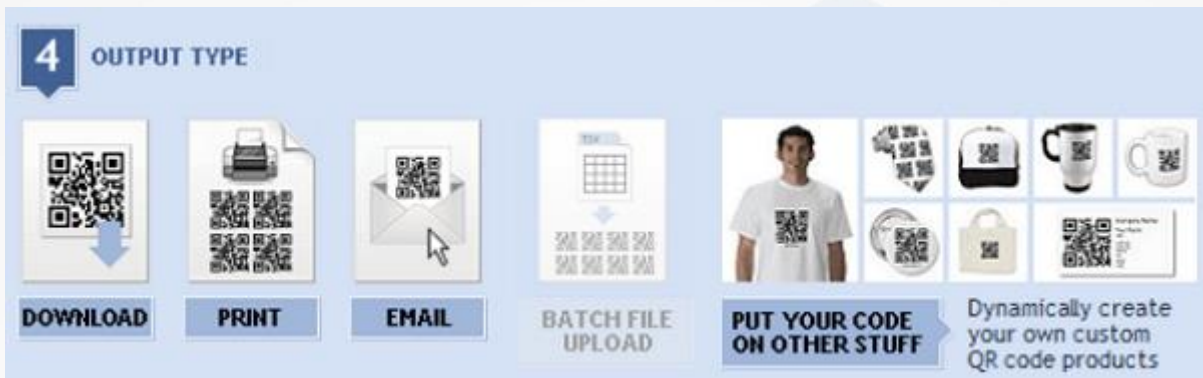 4 OUTPUT TYPE
TSV
DOWNLOAD
PRINT
EMAIL
BATCH FILE
UPLOAD
PUT YOUR CODE
ON OTHER STUFF
Dynamically create
your own custom
QR code products